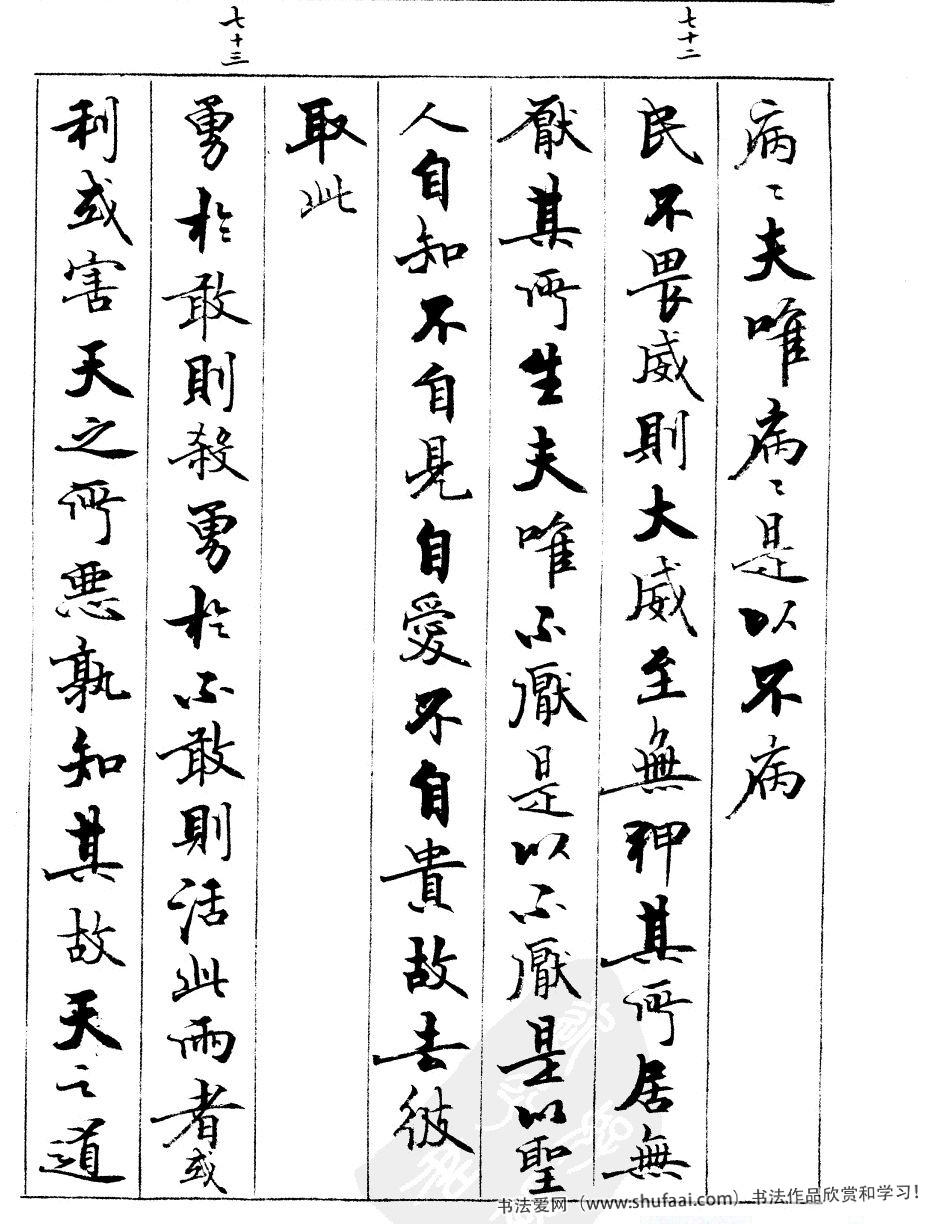 七十二
病〻夫唯病〻是以不病
民不畏威則大威至無狎其所居無
厭其所生夫唯不厭是以不厭是以聖
人自知不自見自愛不自貴故去彼
取此
七十三
勇於敢則殺勇於不敢則活此兩者或
利或害天之所惡孰知其故天之道
书法爱网（www.shufaai.com）书法作品欣赏和学习！